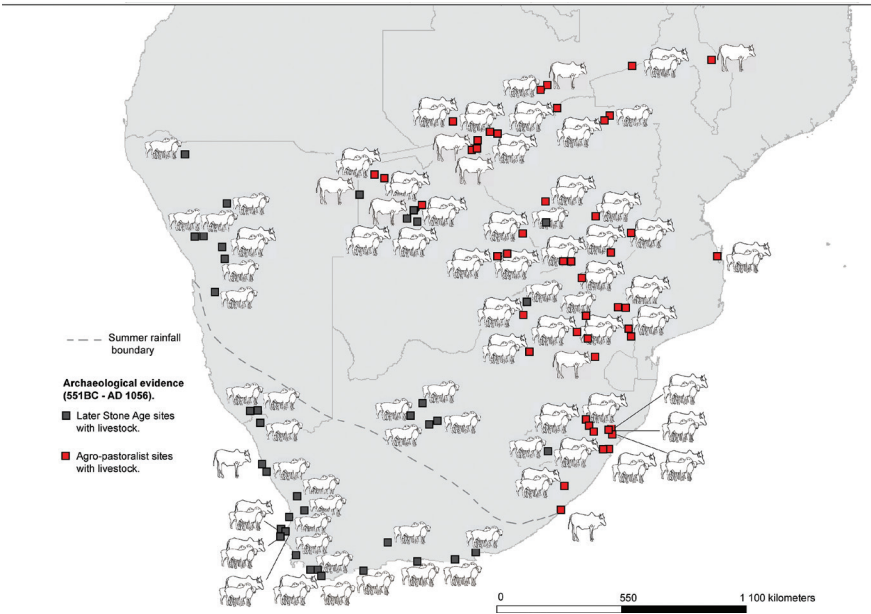 Summer rainfall
boundary
Archaeological evidence
(551BC - AD 1056).
Later Stone Age sites
with livestock.
Agro-pastoralist sites
with livestock.
0 550 1 100 kilometers